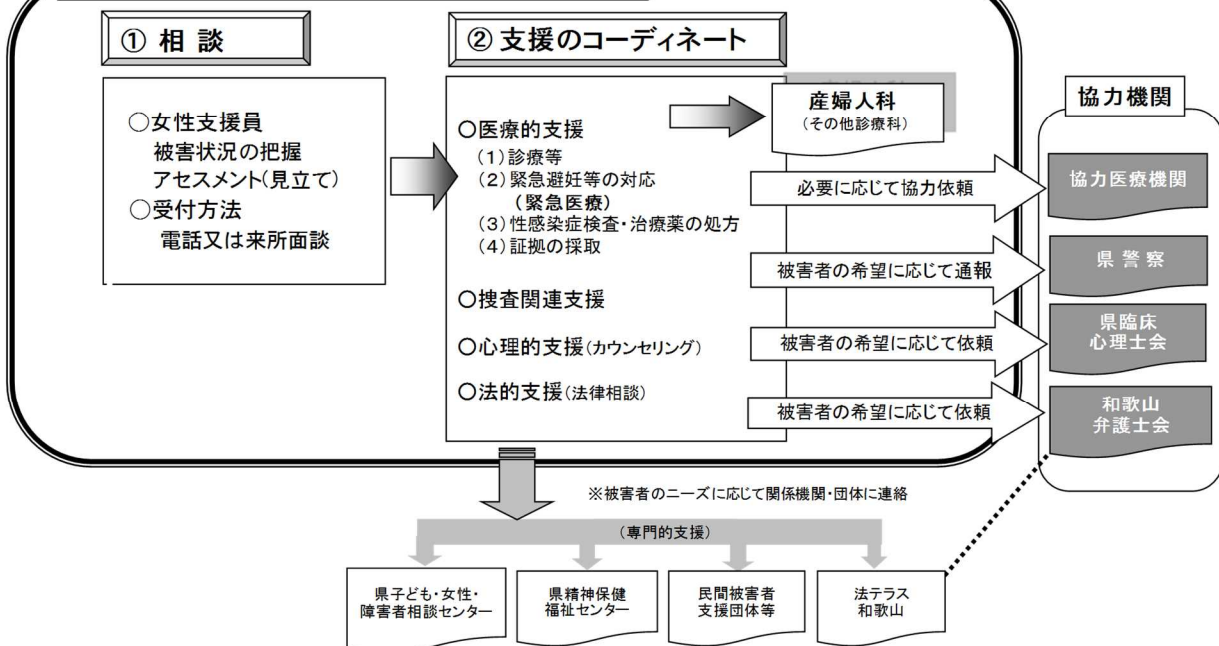 ① 相 談
○女性支援員
被害状況の把握
アセスメント(見立て)
○受付方法
電話又は来所面談
② 支援のコーディネート
○医療的支援
(1)診療等
(2)緊急避妊等の対応
(緊急医療)
(3)性感染症検査・治療薬の処方
(4)証拠の採取
○捜査関連支援
○心理的支援(カウンセリング)
○法的支援(法律相談)
産婦人科
(その他診療科)
必要に応じて協力依頼
被害者の希望に応じて通報
被害者の希望に応じて依頼
被害者の希望に応じて依頼
協力機関
協力医療機関
県 警 察
県臨床
心理士会
和歌山
弁護士会
※被害者のニーズに応じて関係機関・団体に連絡
(専門的支援)
県子ども・女性・
障害者相談センター
県精神保健
福祉センター
民間被害者
支援団体等
法テラス
和歌山